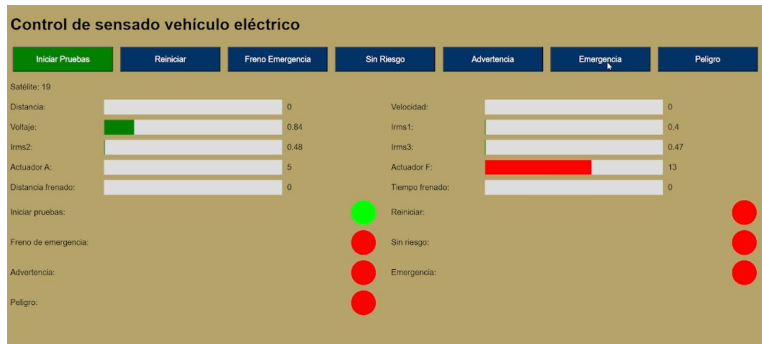 Control de sensado vehículo eléctrico
Iniciar Pruebas Reiniciar Freno Emergencia Sin Riesgo Advertencia Emergencia Peligro
Satélite: 19
Distancia: 0 Velocidad: 0
Voltaje: 0.84 Irms1: 0.4
Irms2: 0.48 Irms3: 0.47
Actuador A: 5 Actuador F: 13
Distancia frenado: 0 Tiempo frenado: 0
Iniciar pruebas: Reiniciar:
Freno de emergencia: Sin riesgo:
Advertencia: Emergencia:
Peligro: